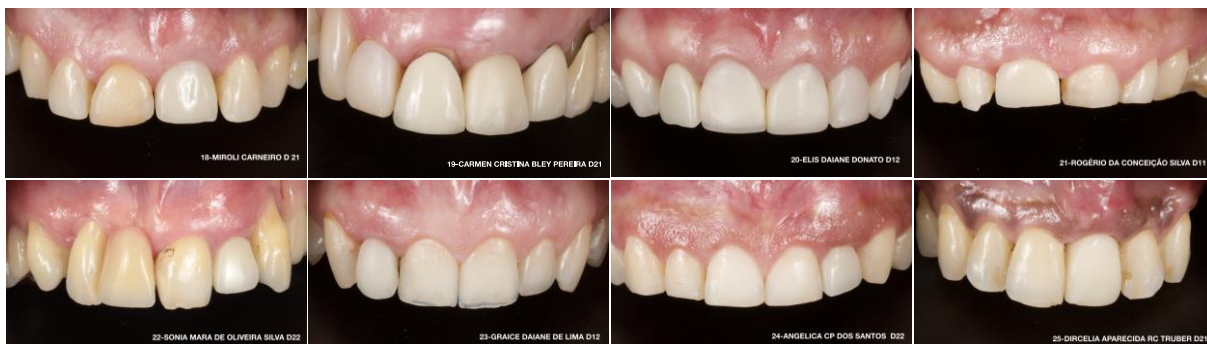 18-MIROLI CARNEIRO D 21
19-CARMEN CRISTINA BLEY PEREIRA D21
20-ELIS DAIANE DONATO D12
21-ROGÉRIO DA CONCEIÇÃO SILVA D11
22-SONIA MARA DE OLIVEIRA SILVA D22
23-GRAICE DAIANE DE LIMA D12
24-ANGELICA CP DOS SANTOS D22
25-DIRCELIA APARECIDA RC TRUBER D21